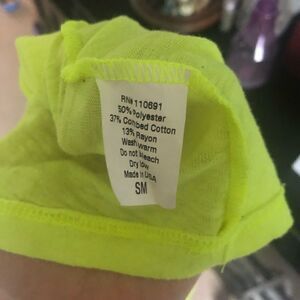 RN# 110691
50% Polyester
37% Combed Cotton
13% Rayon
Wash warm
Do not bleach
Dry low
Made in USA
SM